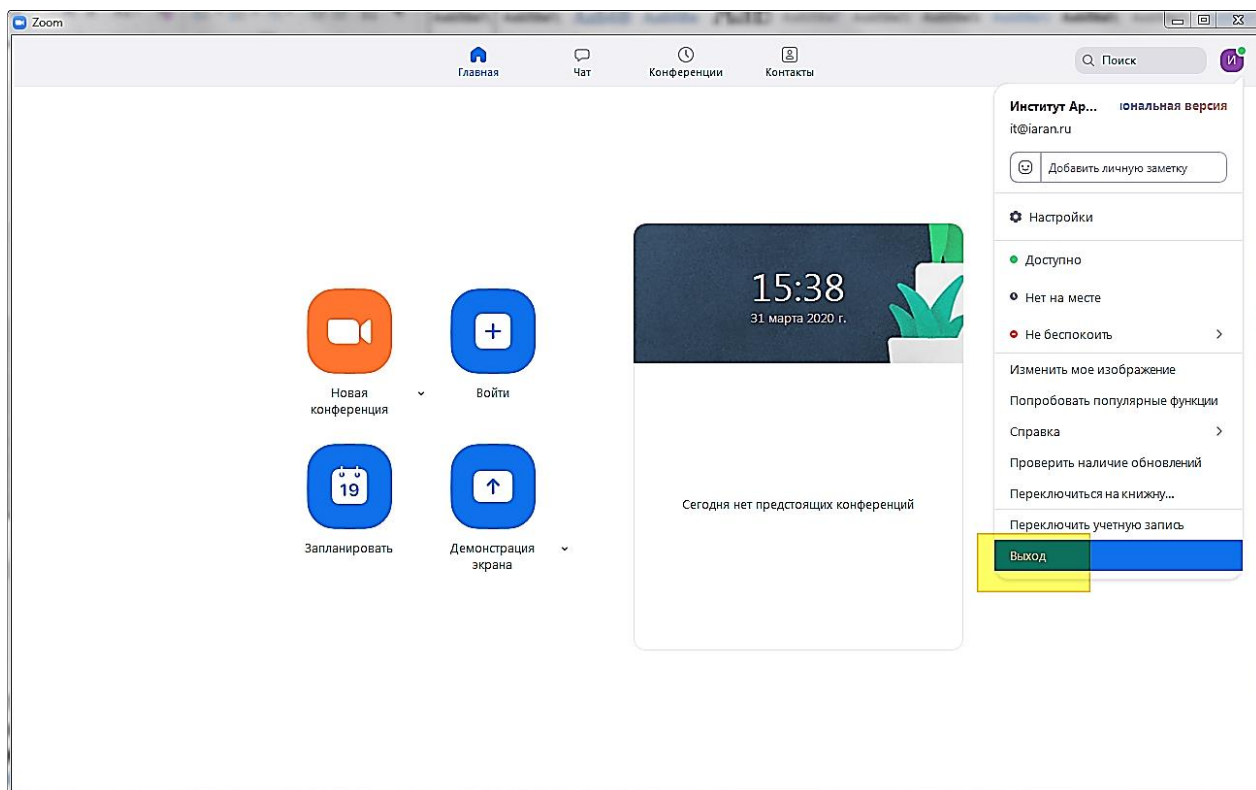 Zoom
Главная
Чат
Конференции
Контакты
Поиск
И
Институт Ар... іональная версия
it@iaran.ru
Добавить личную заметку
Настройки
Доступно
Нет на месте
Не беспокоить
Изменить мое изображение
Попробовать популярные функции
Справка
Проверить наличие обновлений
Переключиться на книжну...
Переключить учетную запись
Выход
15:38
31 марта 2020 г.
Новая
конференция
Войти
19
Запланировать
Демонстрация
экрана
Сегодня нет предстоящих конференций